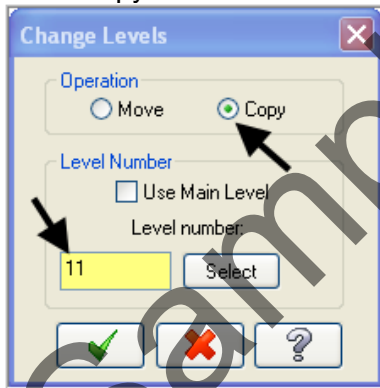 Change Levels
Operation
Move Copy
Level Number
Use Main Level
Level number:
11 Select